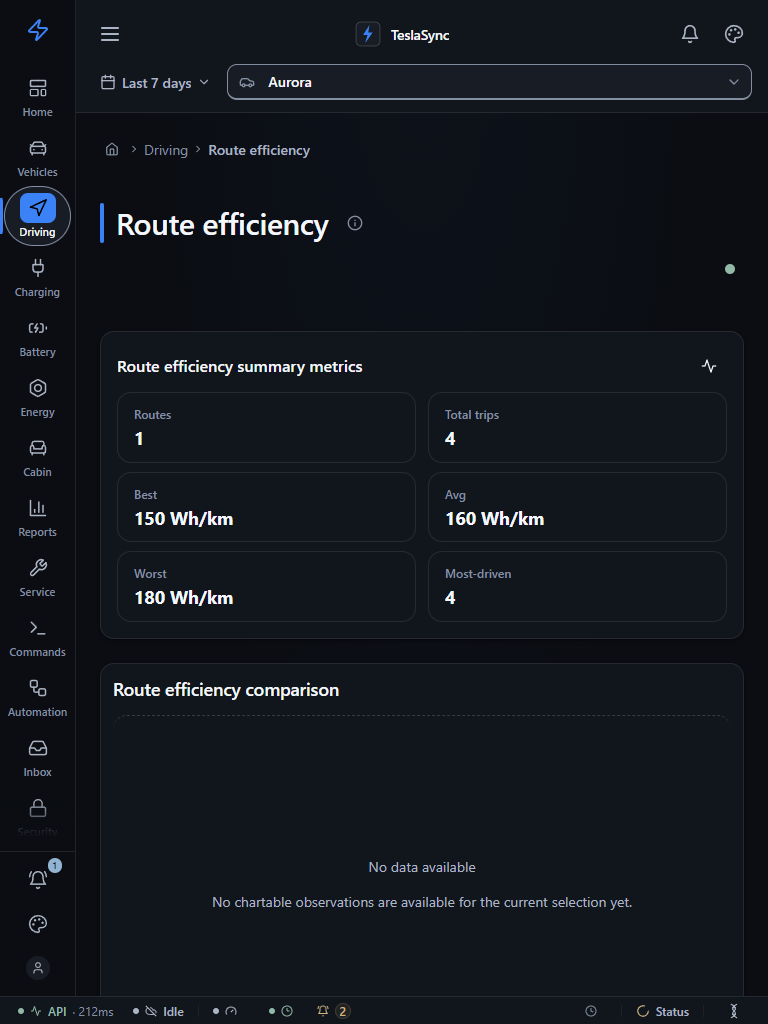 TeslaSync
Last 7 days
Aurora
Home
Vehicles
Driving
Charging
Battery
Energy
Cabin
Reports
Service
Commands
Automation
Inbox
Security
1
Driving
Route efficiency
Route efficiency
Route efficiency summary metrics
Routes
1
Total trips
4
Best
150 Wh/km
Avg
160 Wh/km
Worst
180 Wh/km
Most-driven
4
Route efficiency comparison
No data available
No chartable observations are available for the current selection yet.
API · 212ms
Idle
2
Status